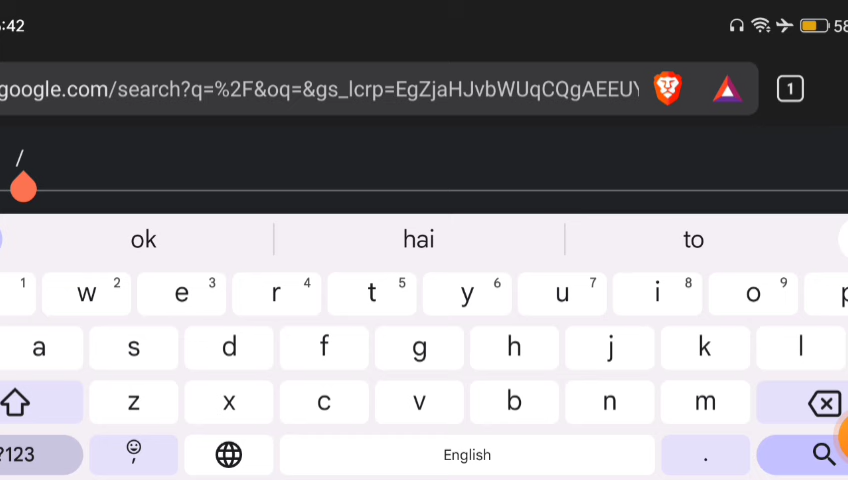 :42 58
google.com/search?q=%2F&oq=&gs_lcrp=EgZjaHJvbWUqCQgAEEUY 1
/
ok hai to
1 w 2 e 3 r 4 t 5 y 6 u 7 i 8 o 9 p
a s d f g h j k l
z x c v b n m
?123 , English .